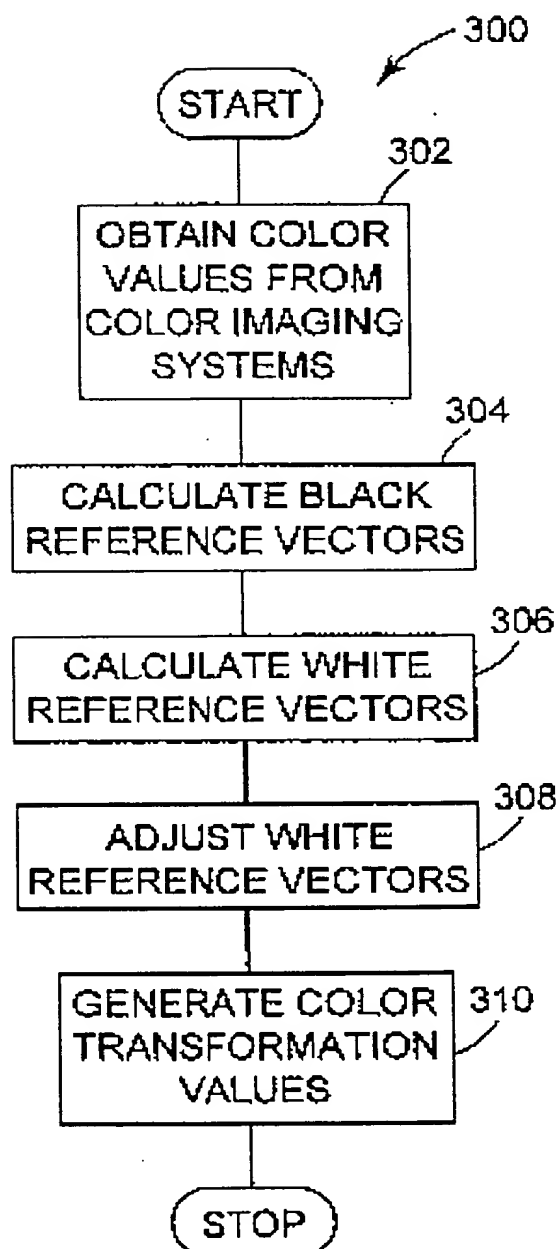 300
START
302
OBTAIN COLOR
VALUES FROM
COLOR IMAGING
SYSTEMS
304
CALCULATE BLACK
REFERENCE VECTORS
306
CALCULATE WHITE
REFERENCE VECTORS
308
ADJUST WHITE
REFERENCE VECTORS
310
GENERATE COLOR
TRANSFORMATION
VALUES
STOP